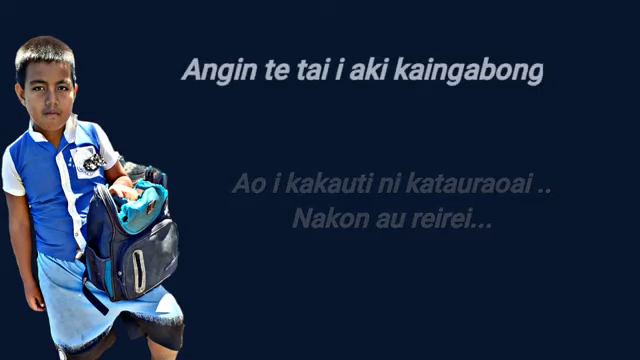 Angin te tai i aki kaingabong
Ao i kakauti ni katauraoai ..
Nakon au reirei...